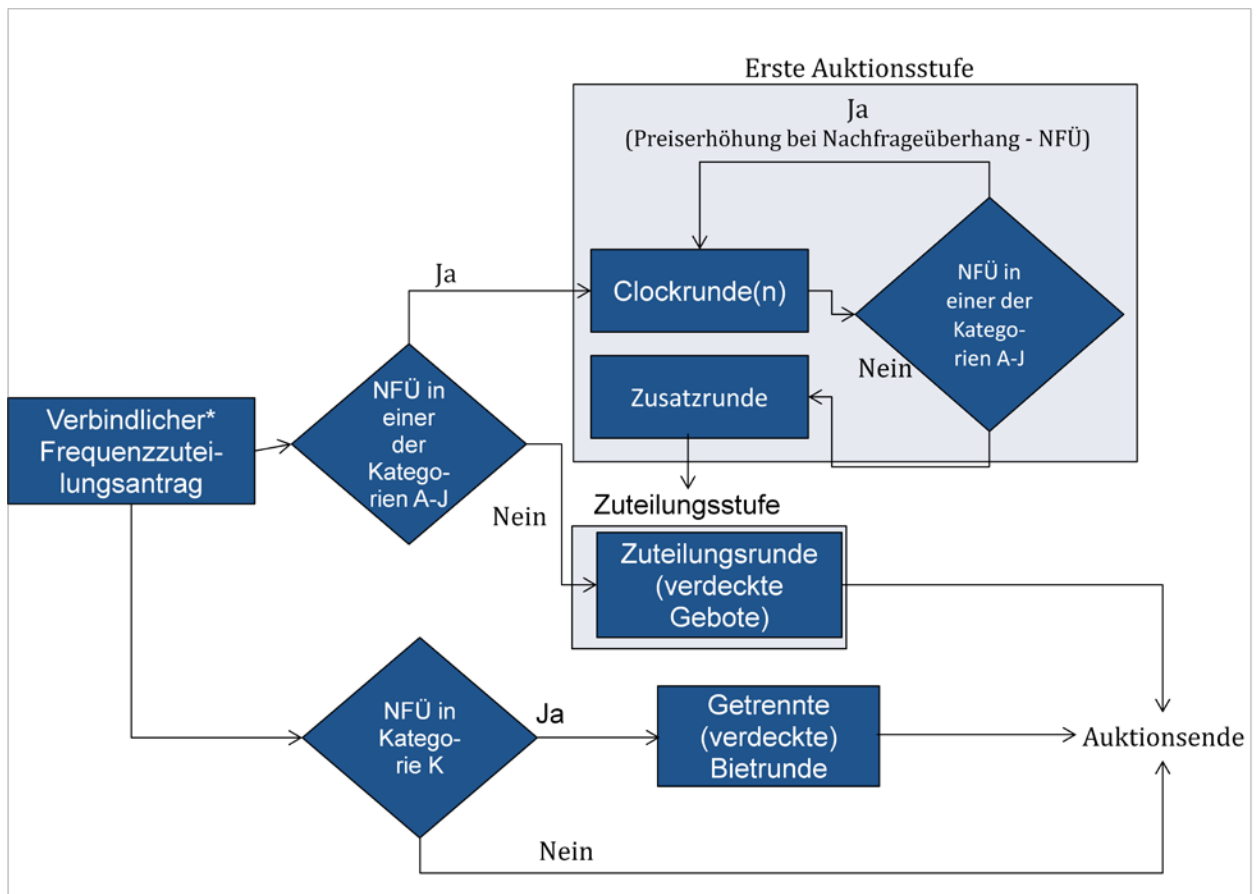 Erste Auktionsstufe
Ja
(Preiserhöhung bei Nachfrageüberhang - NFÜ)
Ja
Clockrunde(n)
NFÜ in
einer der
Katego-
rien A-J
Nein
Zusatzrunde
NFÜ in
einer
der
Katego-
rien A-J
Verbindlicher*
Frequenzzutei-
lungsantrag
Nein
Zuteilungsstufe
Zuteilungsrunde
(verdeckte
Gebote)
NFÜ in
Katego-
rie K
Ja
Getrennte
(verdeckte)
Bietrunde
Auktionsende
Nein